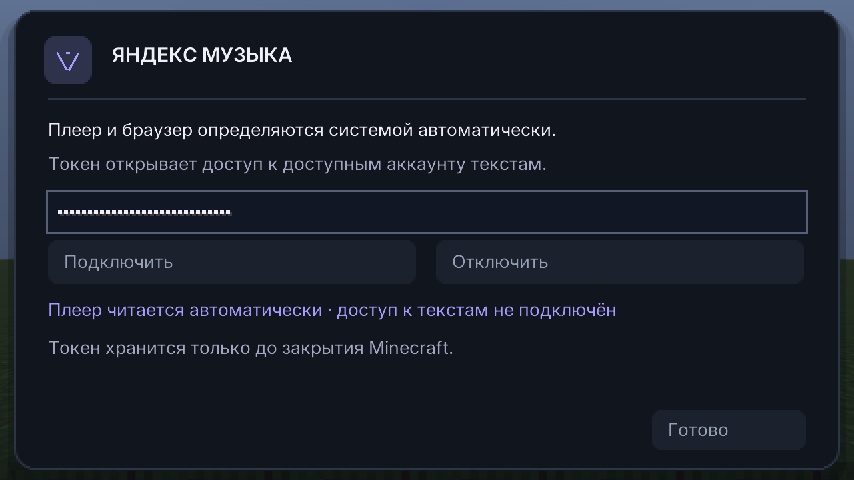 ЯНДЕКС МУЗЫКА
Плеер и браузер определяются системой автоматически.
Токен открывает доступ к доступным аккаунту текстам.
Подключить
Отключить
Плеер читается автоматически · доступ к текстам не подключён
Токен хранится только до закрытия Minecraft.
Готово